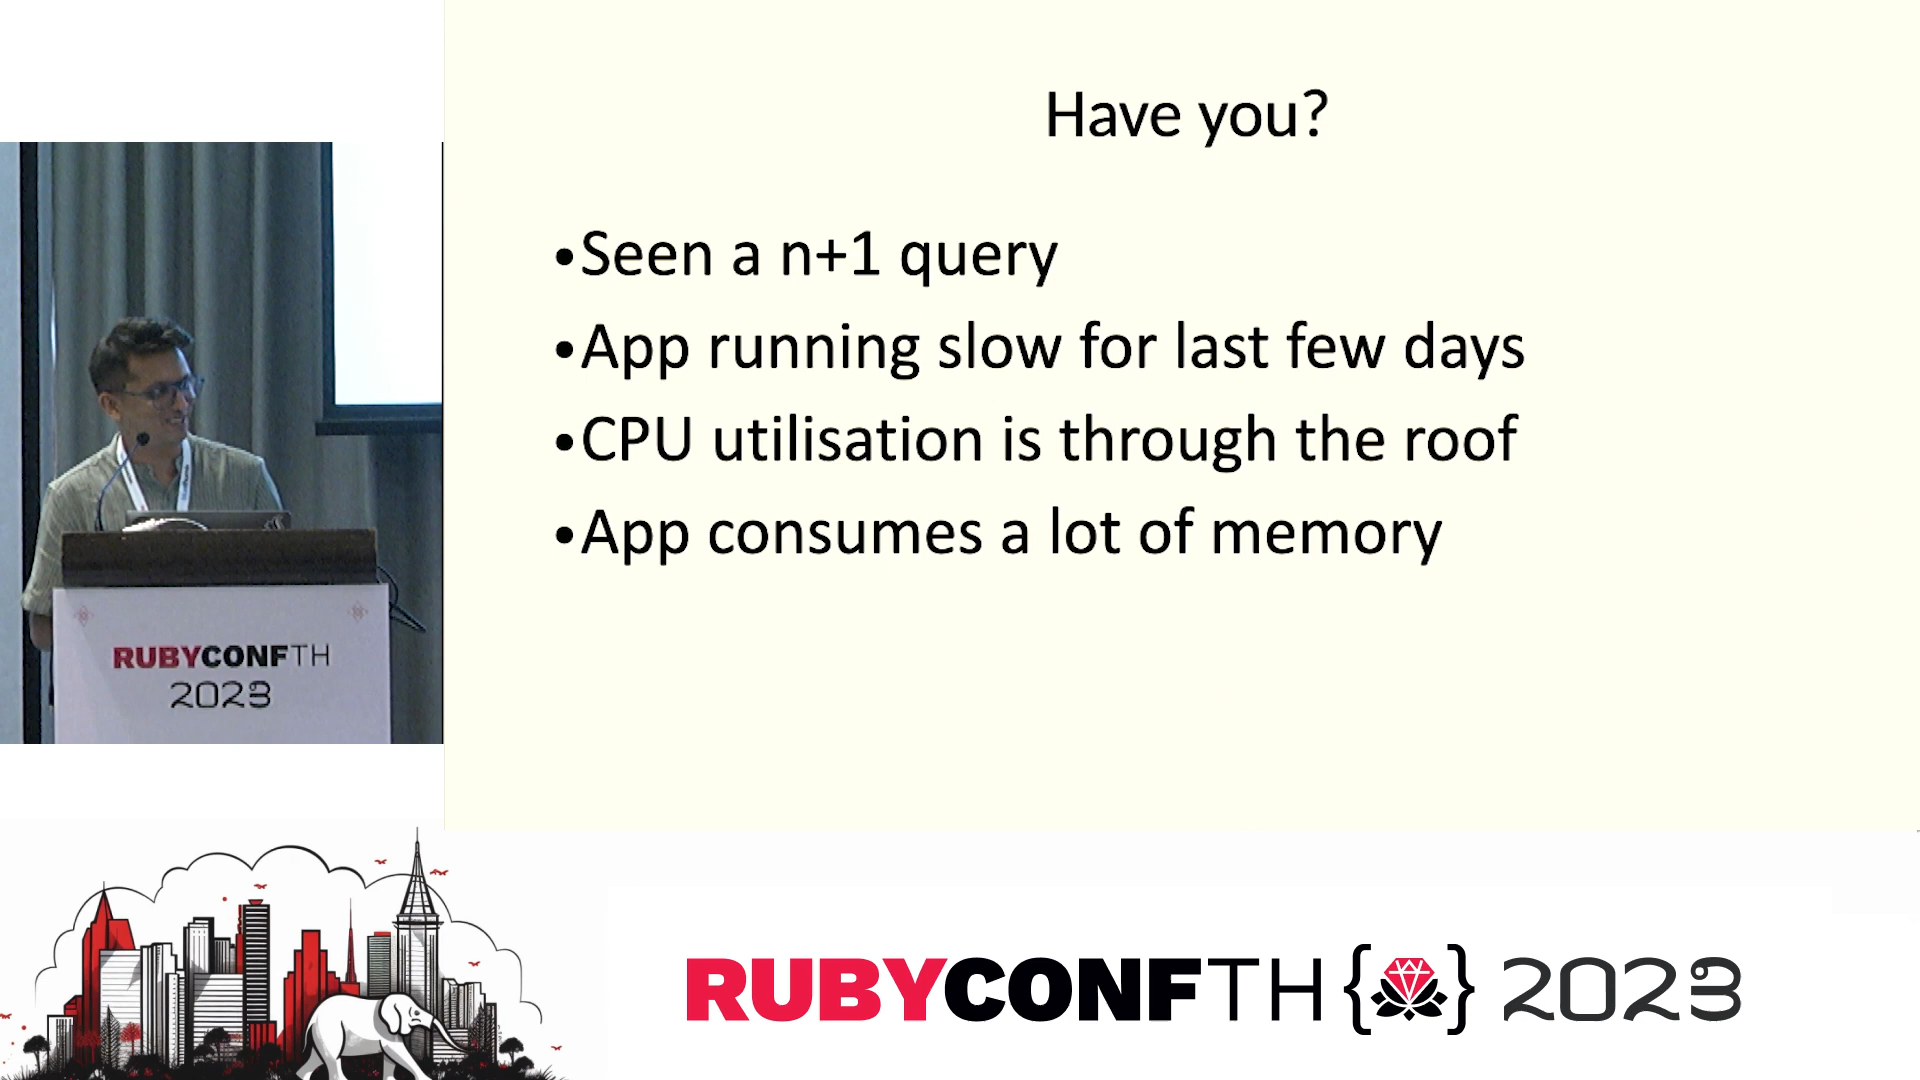 Have you?
•Seen a n+1 query
•App running slow for last few days
•CPU utilisation is through the roof
•App consumes a lot of memory
RUBYCONFTH
2023
RUBYCONFTH { } 2023